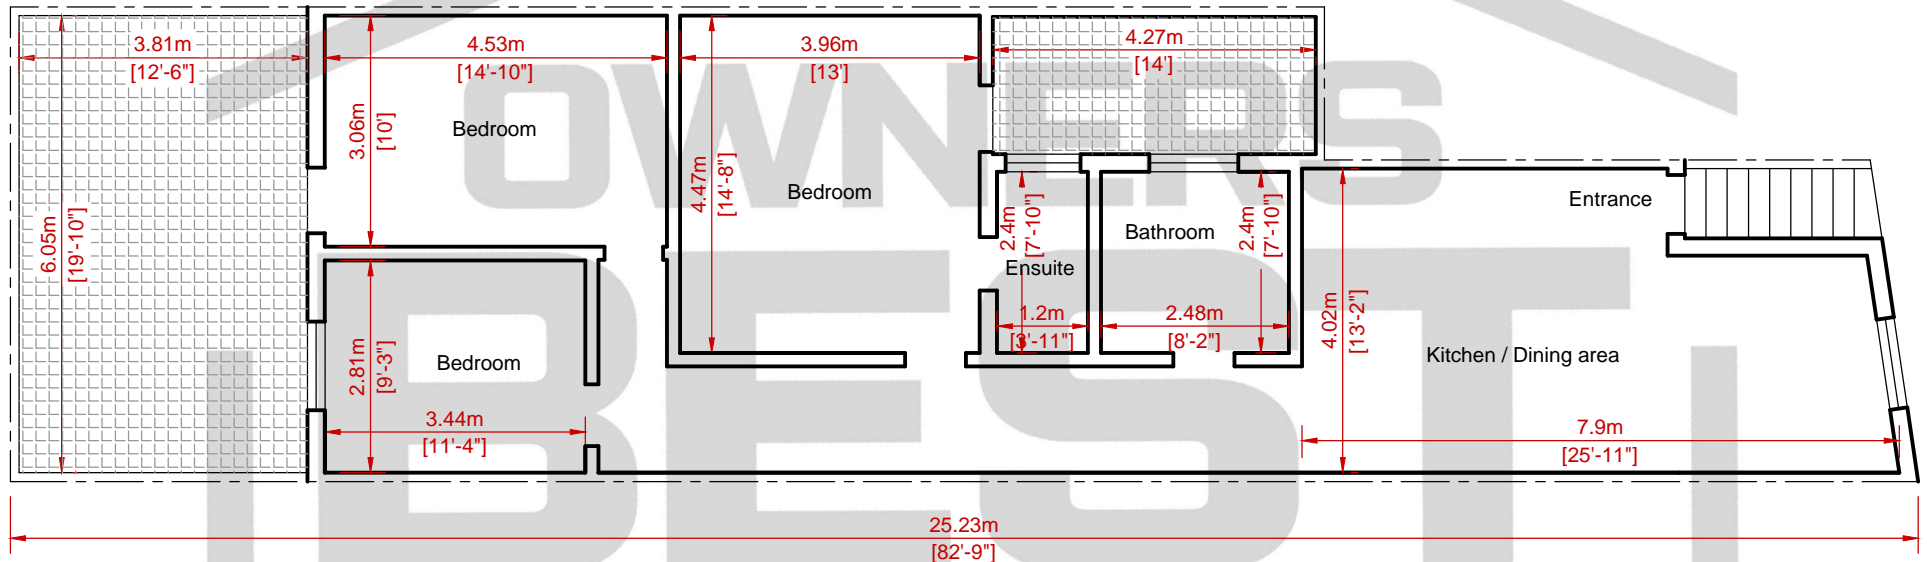 3.81m
[12'-6"]
4.53m
[14'-10"]
3.96m
[13']
4.27m
[14']
6.05m
[19'-10"]
3.06m
[10']
Bedroom
4.47m
[14'-8"]
Bedroom
2.4m
[7'-10"]
Ensuite
1.2m
[3'-11"]
Bathroom
2.4m
[7'-10"]
2.48m
[8'-2"]
Entrance
4.02m
[13'-2"]
Kitchen / Dining area
7.9m
[25'-11"]
2.81m
[9'-3"]
Bedroom
3.44m
[11'-4"]
25.23m
[82'-9"]
OWNERS
BEST